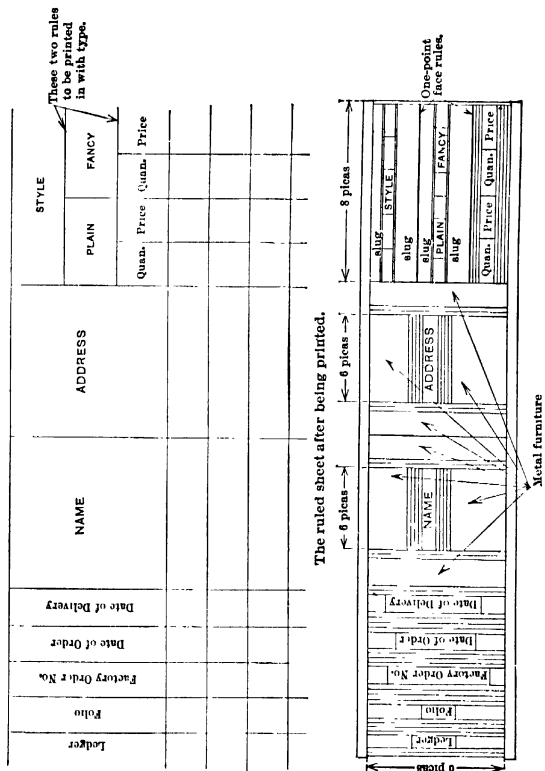 These two rules
to be printed
in with type.
Ledger
Folio
Factory Order No.
Date of Order
Date of Delivery
NAME
ADDRESS
STYLE
PLAIN FANCY
Quan. Price Quan. Price
The ruled sheet after being printed.
6 picas
6 picas
8 picas
6 picas
Ledger
Folio
Factory Order No.
Date of Order
Date of Delivery
NAME
ADDRESS
slug
STYLE
slug
slug
PLAIN FANCY
slug
Quan. Price Quan. Price
One-point
face rules.
Metal furniture